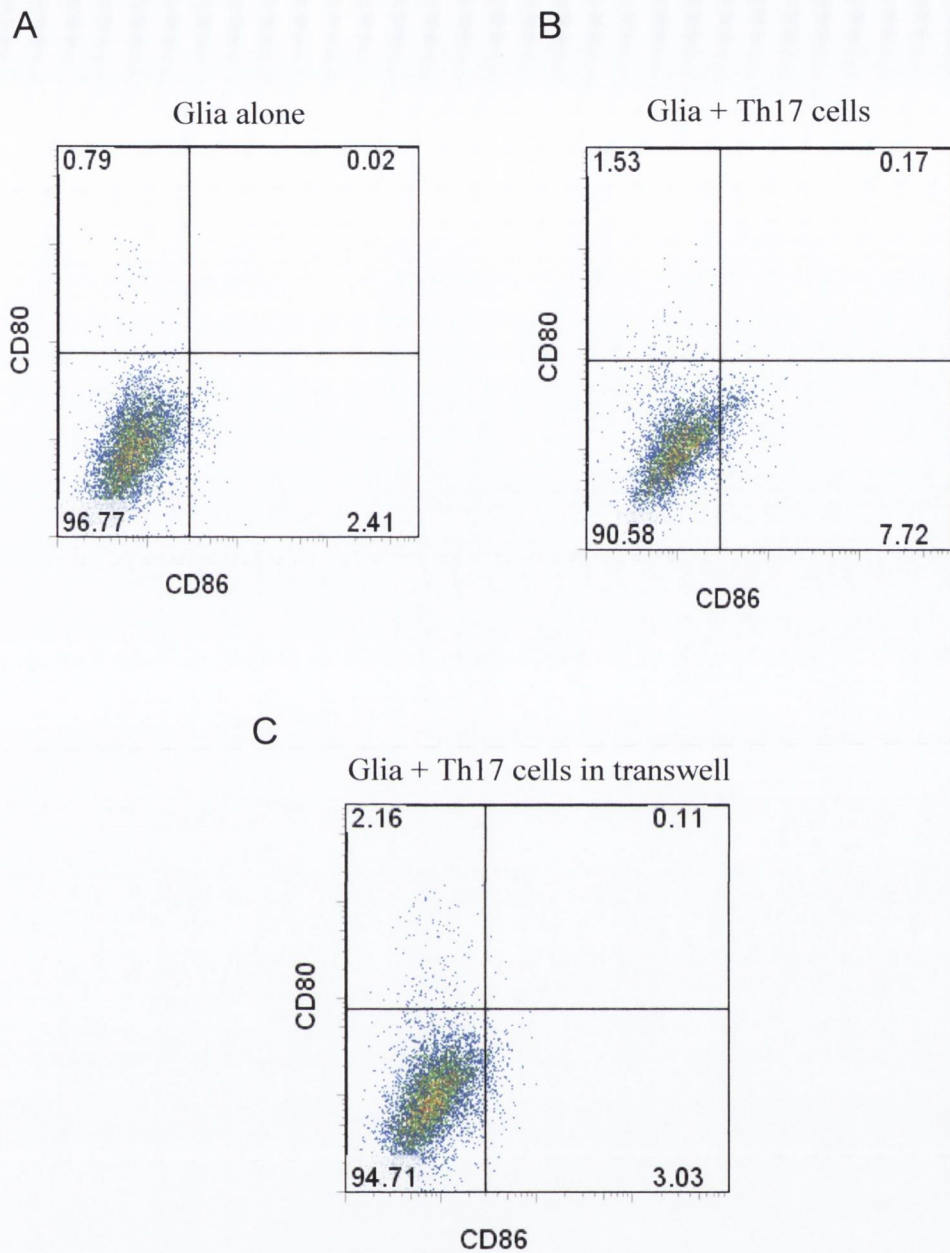 A
Glia alone
0.79 0.02
CD80
96.77 2.41
CD86
B
Glia + Th17 cells
1.53 0.17
CD80
90.58 7.72
CD86
C
Glia + Th17 cells in transwell
2.16 0.11
CD80
94.71 3.03
CD86